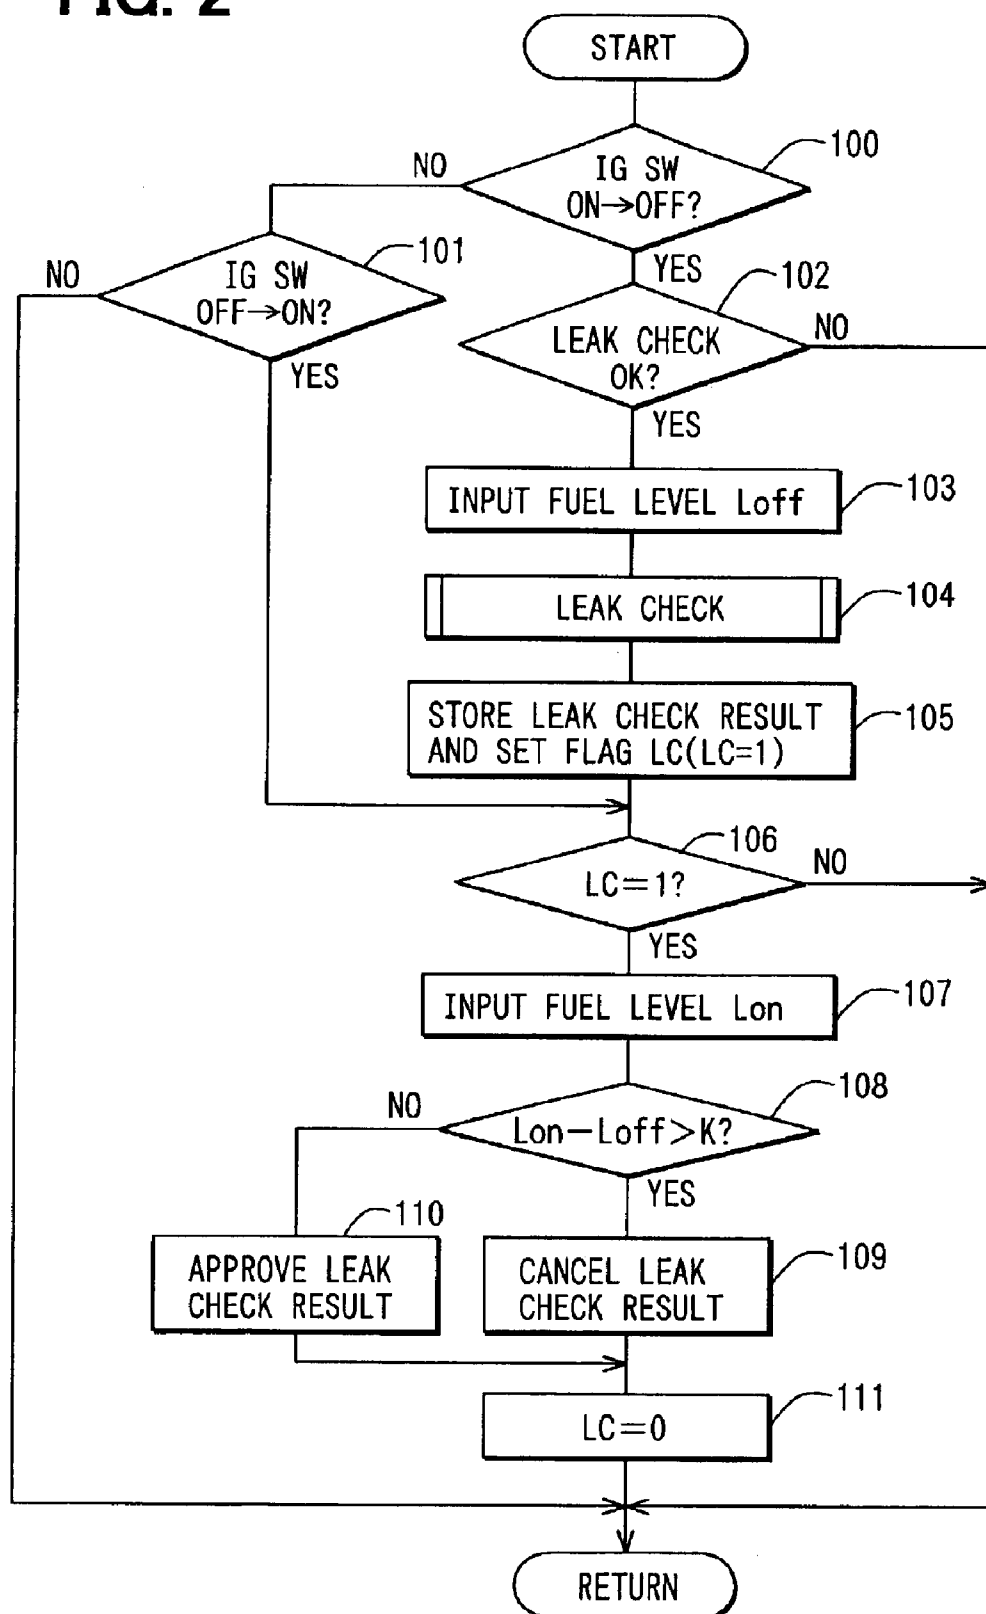 FIG. 2
START
100
IG SW
ON→OFF?
NO
YES
101
IG SW
OFF→ON?
NO
YES
102
LEAK CHECK
OK?
NO
YES
INPUT FUEL LEVEL Loff
103
LEAK CHECK
104
STORE LEAK CHECK RESULT
AND SET FLAG LC(LC=1)
105
106
LC=1?
NO
YES
INPUT FUEL LEVEL Lon
107
108
Lon-Loff>K?
NO
YES
110
APPROVE LEAK
CHECK RESULT
CANCEL LEAK
CHECK RESULT
109
LC=0
111
RETURN